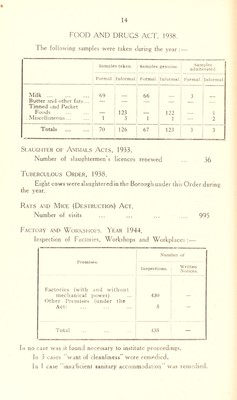 14
FOOD AND DRUGS ACT, 1938.
The following samples were taken during the year :—
Samples taken Samples genuine Samples adulterated
Formal Informal Formal Informal Formal Informal
Milk ... ... ... 69 — 66 — 3 —
Butter and other fats...
Tinned and Packet
Foods ... ... — 123 — 122 — 1
Miscellaneous... ... 1 3 1 1 — 2
Totals ... ... 70 126 67 123 3 3
SLAUGHTER OF ANIMALS ACTS, 1933.
Number of slaughtermen's licences renewed ... 36
TUBERCULOUS ORDER, 1938.
Eight cows were slaughtered in the Borough under this Order during
the year.
RATS AND MICE (DESTRUCTION) ACT.
Number of visits ... ... ... ... 995
FACTORY AND WORKSHOPS. YEAR 1944.
Inspection of Factories, Workshops and Workplaces :—
Premises
Number of
Inspections Written Notices
Factories (with and without
mechanical power) ... 430 —
Other Premises (under the
Act) ... ... ... 8 —
Total ... ... ... 438 —
In no case was it found necessary to institute proceedings.
In 3 cases "want of cleanliness" were remedied.
In 1 case "insufficient sanitary accommodation" was remedied.